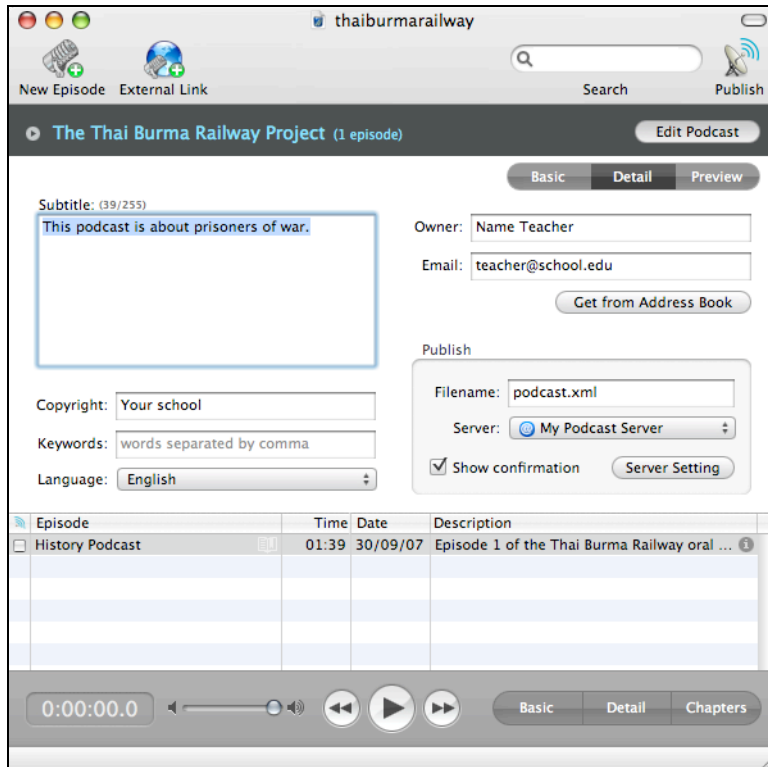 thaiburmarailway
New Episode External Link Search Publish
The Thai Burma Railway Project (1 episode) Edit Podcast
Basic Detail Preview
Subtitle: (39/255)
This podcast is about prisoners of war.
Owner: Name Teacher
Email: teacher@school.edu
Get from Address Book
Publish
Filename: podcast.xml
Server: My Podcast Server
Show confirmation Server Setting
Copyright: Your school
Keywords: words separated by comma
Language: English
Episode Time Date Description
History Podcast 01:39 30/09/07 Episode 1 of the Thai Burma Railway oral ...
0:00:00.0 Basic Detail Chapters